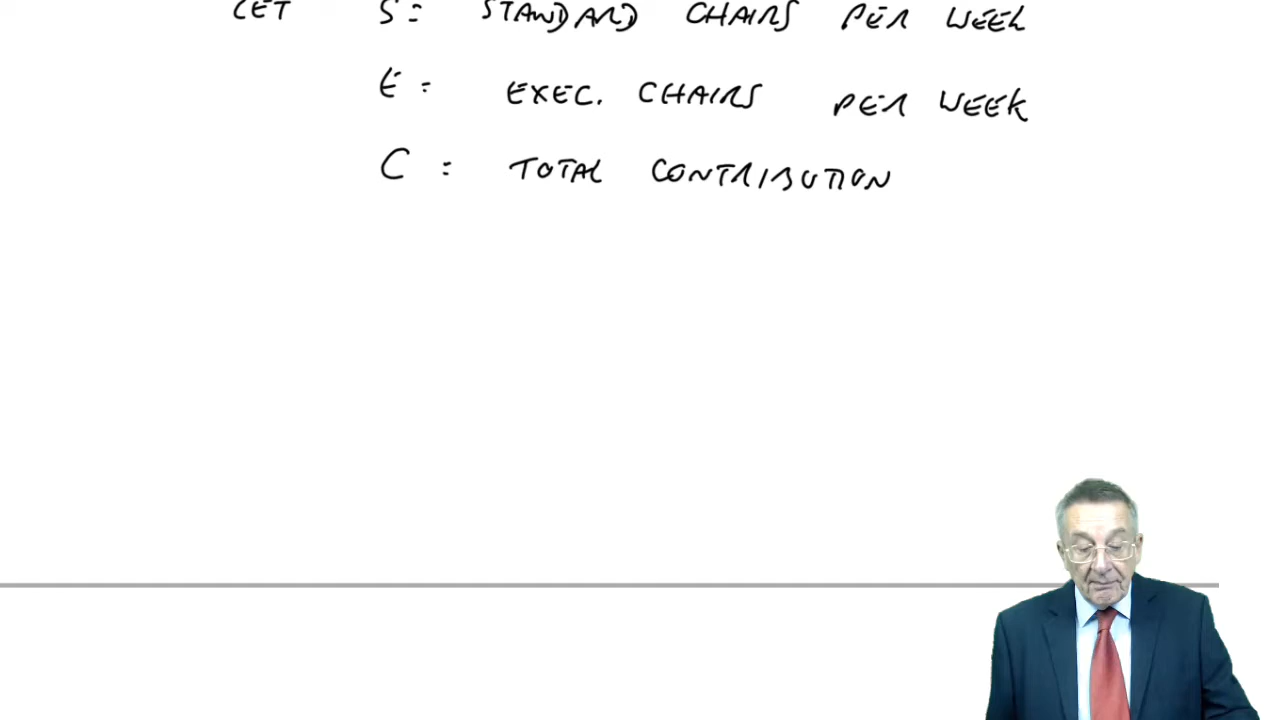 LET S = STANDARD CHAIRS PER WEEK
E = EXEC. CHAIRS PER WEEK
C = TOTAL CONTRIBUTION